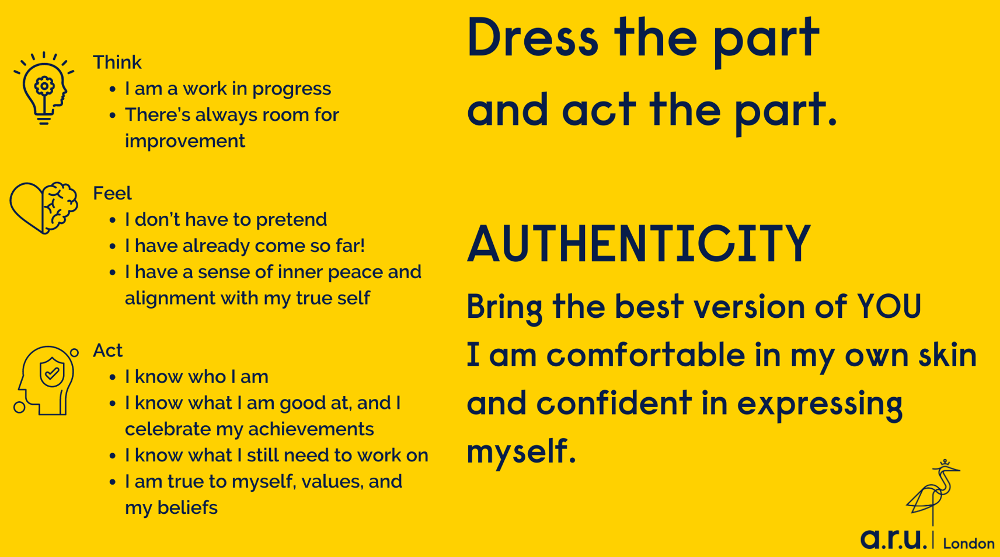 Think
• I am a work in progress
• There’s always room for
improvement
Feel
• I don’t have to pretend
• I have already come so far!
• I have a sense of inner peace and
alignment with my true self
Act
• I know who I am
• I know what I am good at, and I
celebrate my achievements
• I know what I still need to work on
• I am true to myself, values, and
my beliefs
Dress the part
and act the part.
AUTHENTICITY
Bring the best version of YOU
I am comfortable in my own skin
and confident in expressing
myself.
a.r.u. London